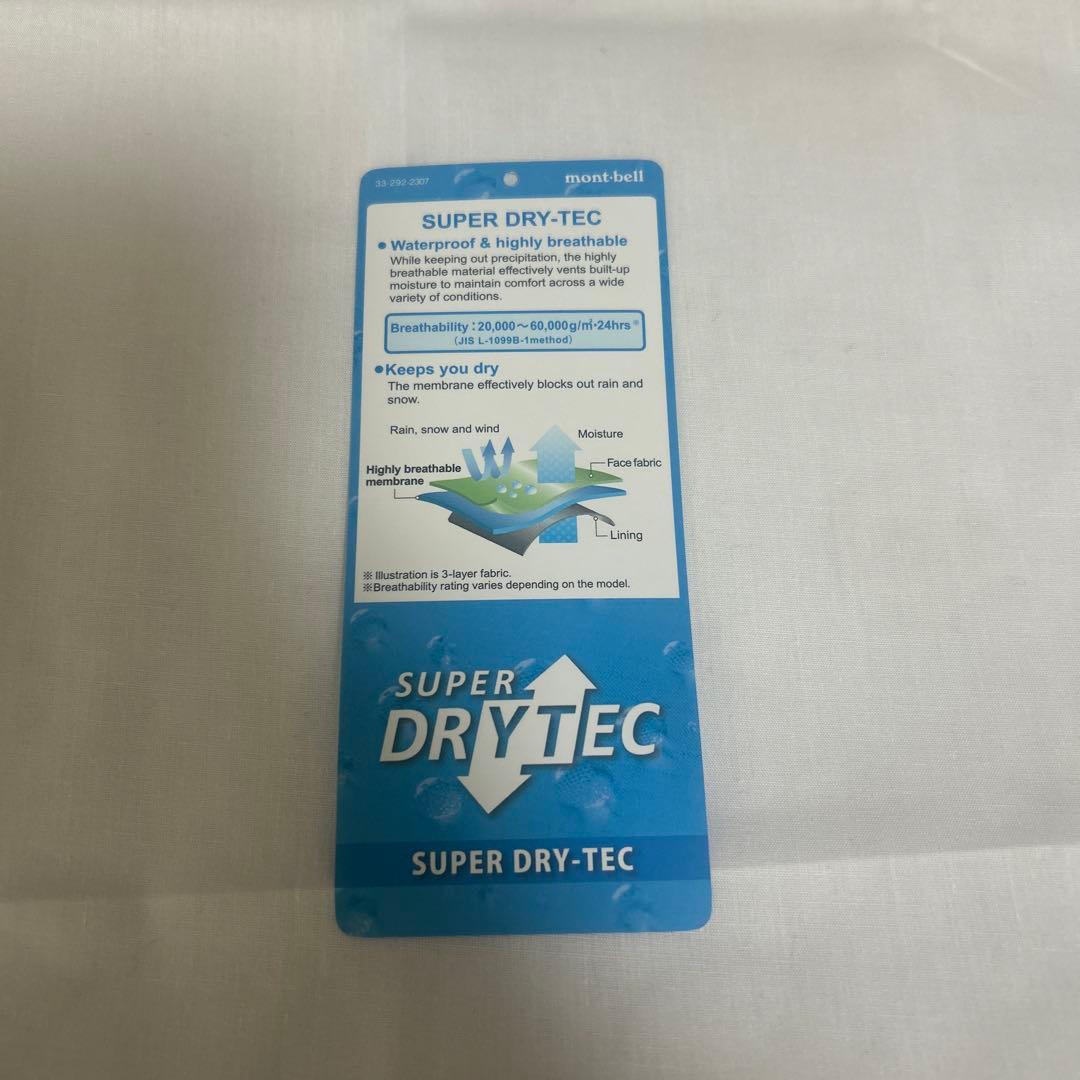 33-292-2307
mont-bell
SUPER DRY-TEC
● Waterproof & highly breathable
While keeping out precipitation, the highly
breathable material effectively vents built-up
moisture to maintain comfort across a wide
variety of conditions.
Breathability : 20,000～60,000g/㎡·24hrs※
(JIS L-1099B-1method)
●Keeps you dry
The membrane effectively blocks out rain and
snow.
Rain, snow and wind
Moisture
Face fabric
Highly breathable
membrane
Lining
※ Illustration is 3-layer fabric.
※Breathability rating varies depending on the model.
SUPER
DRYTEC
SUPER DRY-TEC